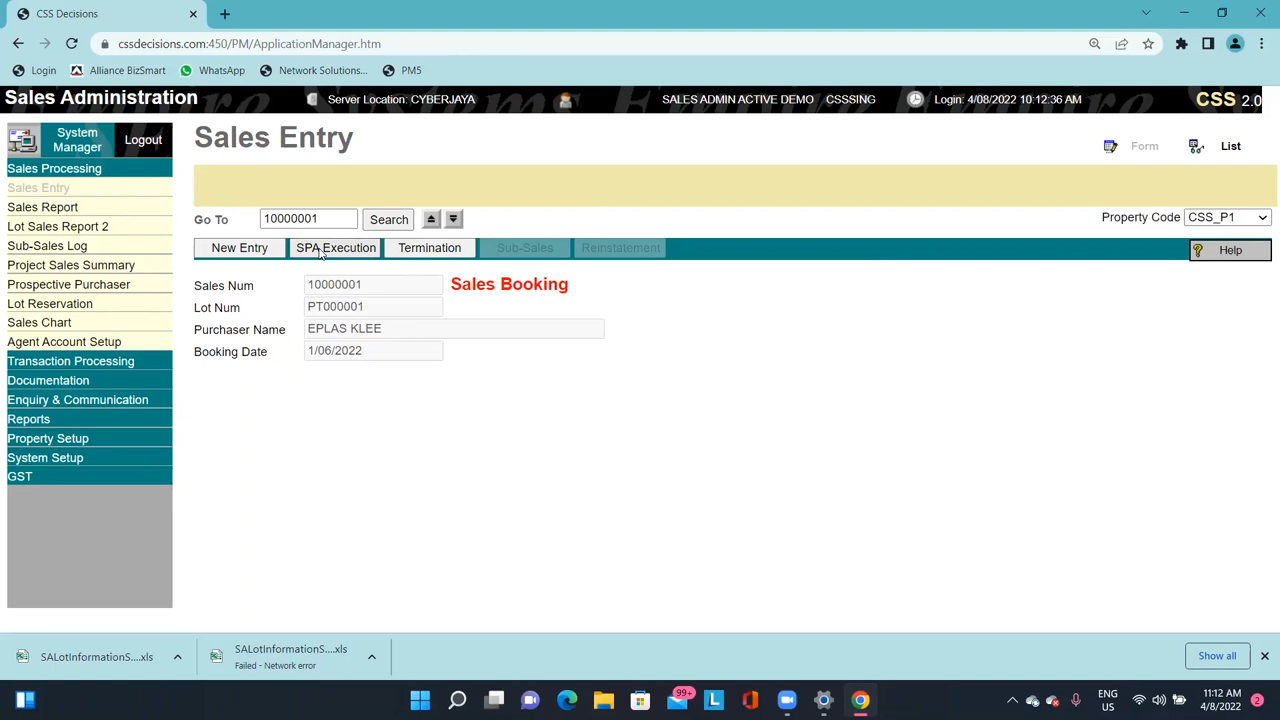 CSS Decisions
cssdecisions.com:450/PM/ApplicationManager.htm
Login
Alliance BizSmart
WhatsApp
Network Solutions...
PM5
Sales Administration
Server Location: CYBERJAYA
SALES ADMIN ACTIVE DEMO
CSSSING
Login: 4/08/2022 10:12:36 AM
CSS 2.0
System Manager
Logout
Sales Processing
Sales Entry
Sales Report
Lot Sales Report 2
Sub-Sales Log
Project Sales Summary
Prospective Purchaser
Lot Reservation
Sales Chart
Agent Account Setup
Transaction Processing
Documentation
Enquiry & Communication
Reports
Property Setup
System Setup
GST
Sales Entry
Form
List
Go To
10000001
Search
Property Code
CSS_P1
New Entry
SPA Execution
Termination
Sub-Sales
Reinstatement
Help
Sales Num
10000001
Sales Booking
Lot Num
PT000001
Purchaser Name
EPLAS KLEE
Booking Date
1/06/2022
SALotInformationS....xls
SALotInformationS....xls
Failed - Network error
Show all
99+
L
ENG
US
11:12 AM
4/8/2022
2